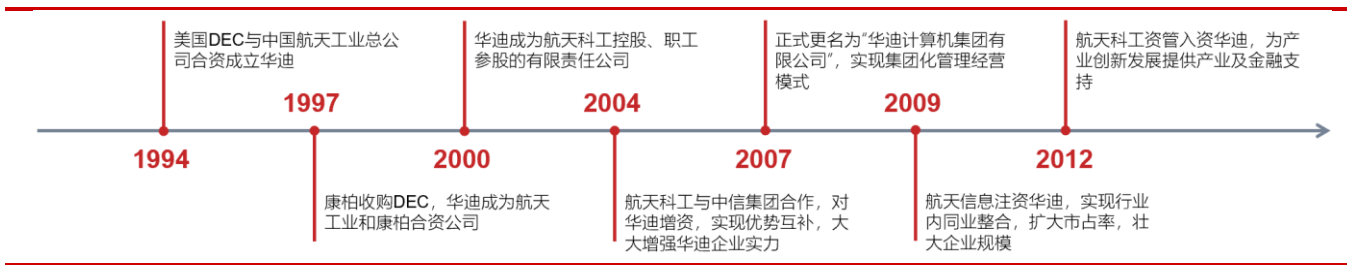 美国DEC与中国航天工业总公
司合资成立华迪
华迪成为航天科工控股、职工
参股的有限责任公司
正式更名为“华迪计算机集团有
限公司”，实现集团化管理经营
模式
航天科工资管入资华迪，为产
业创新发展提供产业及金融支
持
1997
2004
2009
1994
2000
2007
2012
康柏收购DEC，华迪成为航天
工业和康柏合资公司
航天科工与中信集团合作，对
华迪增资，实现优势互补，大
大增强华迪企业实力
航天信息注资华迪，实现行业
内同业整合，扩大市占率，壮
大企业规模